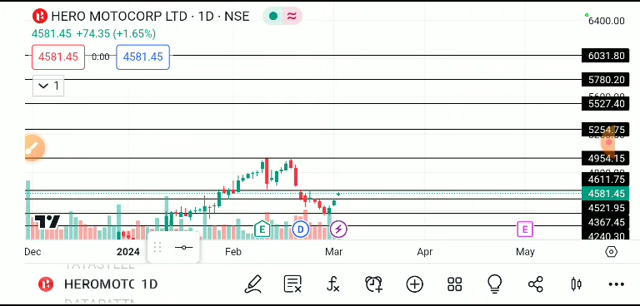 HERO MOTOCORP LTD · 1D · NSE
4581.45 +74.35 (+1.65%)
4581.45 0.00 4581.45
1
6400.00
6031.80
5780.20
5527.40
5254.75
4954.15
4611.75
4581.45
4521.95
4367.45
4240.30
E D E
Dec 2024 Feb Mar Apr May
HEROMOTC 1D